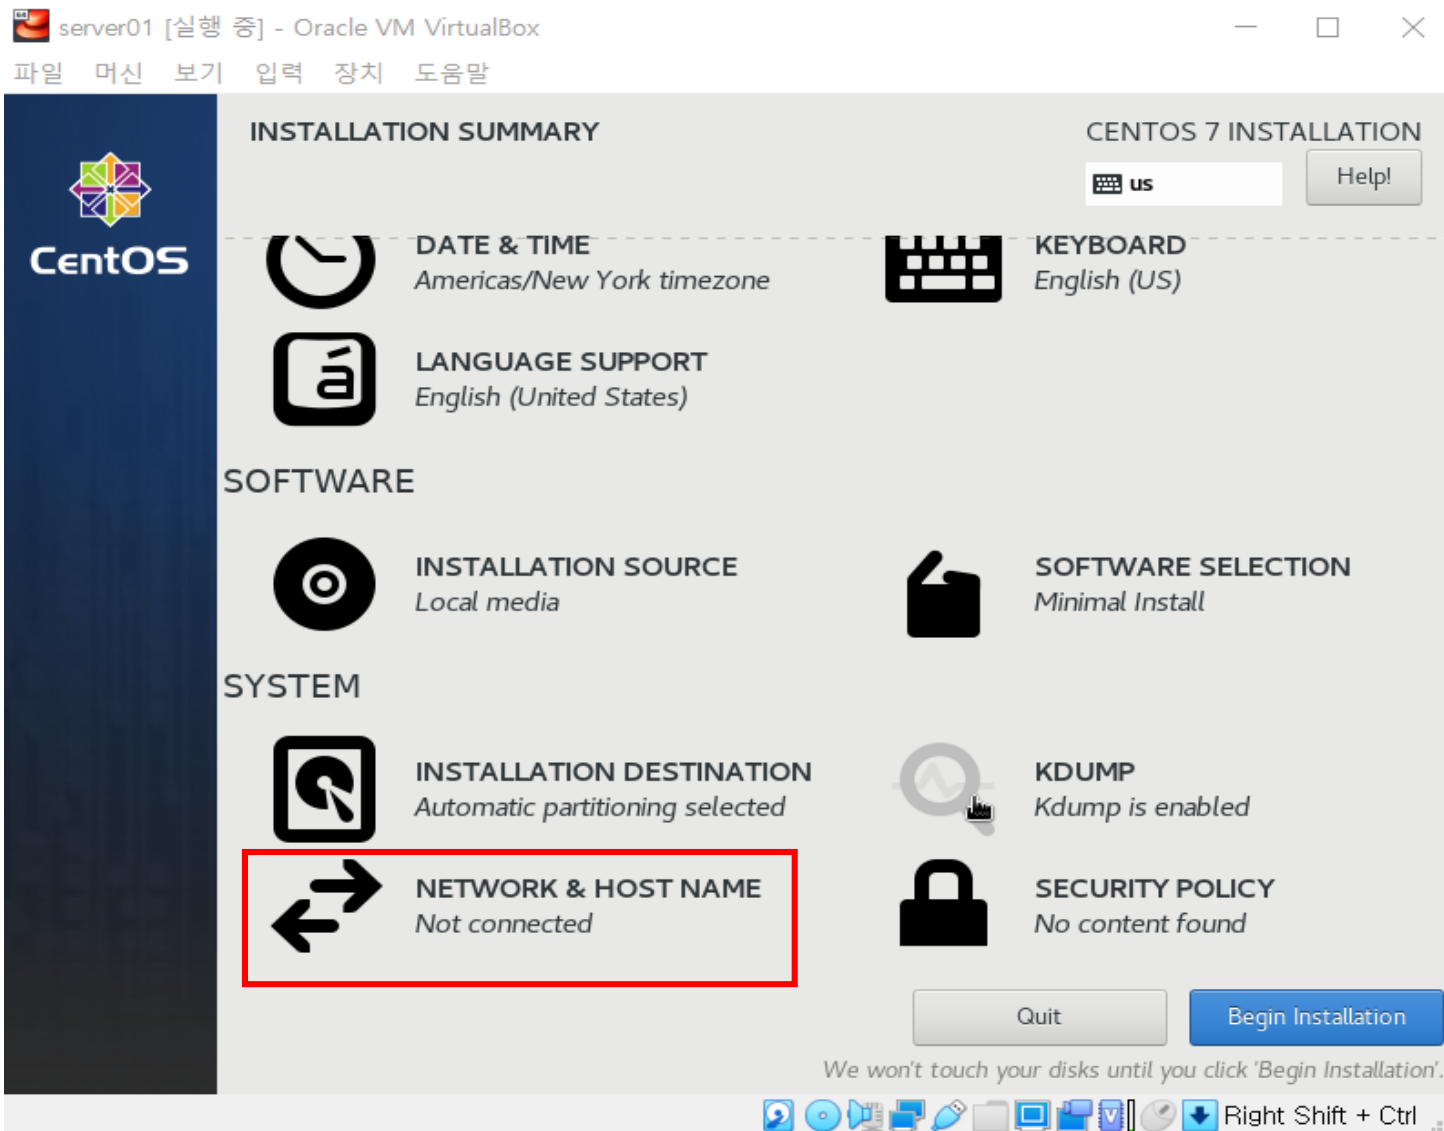 server01 [실행 중] - Oracle VM VirtualBox
파일 머신 보기 입력 장치 도움말
INSTALLATION SUMMARY
CENTOS 7 INSTALLATION
us
Help!
CentOS
DATE & TIME
Americas/New York timezone
KEYBOARD
English (US)
á
LANGUAGE SUPPORT
English (United States)
SOFTWARE
INSTALLATION SOURCE
Local media
SOFTWARE SELECTION
Minimal Install
SYSTEM
INSTALLATION DESTINATION
Automatic partitioning selected
KDUMP
Kdump is enabled
NETWORK & HOST NAME
Not connected
SECURITY POLICY
No content found
Quit
Begin Installation
We won't touch your disks until you click 'Begin Installation'.
Right Shift + Ctrl